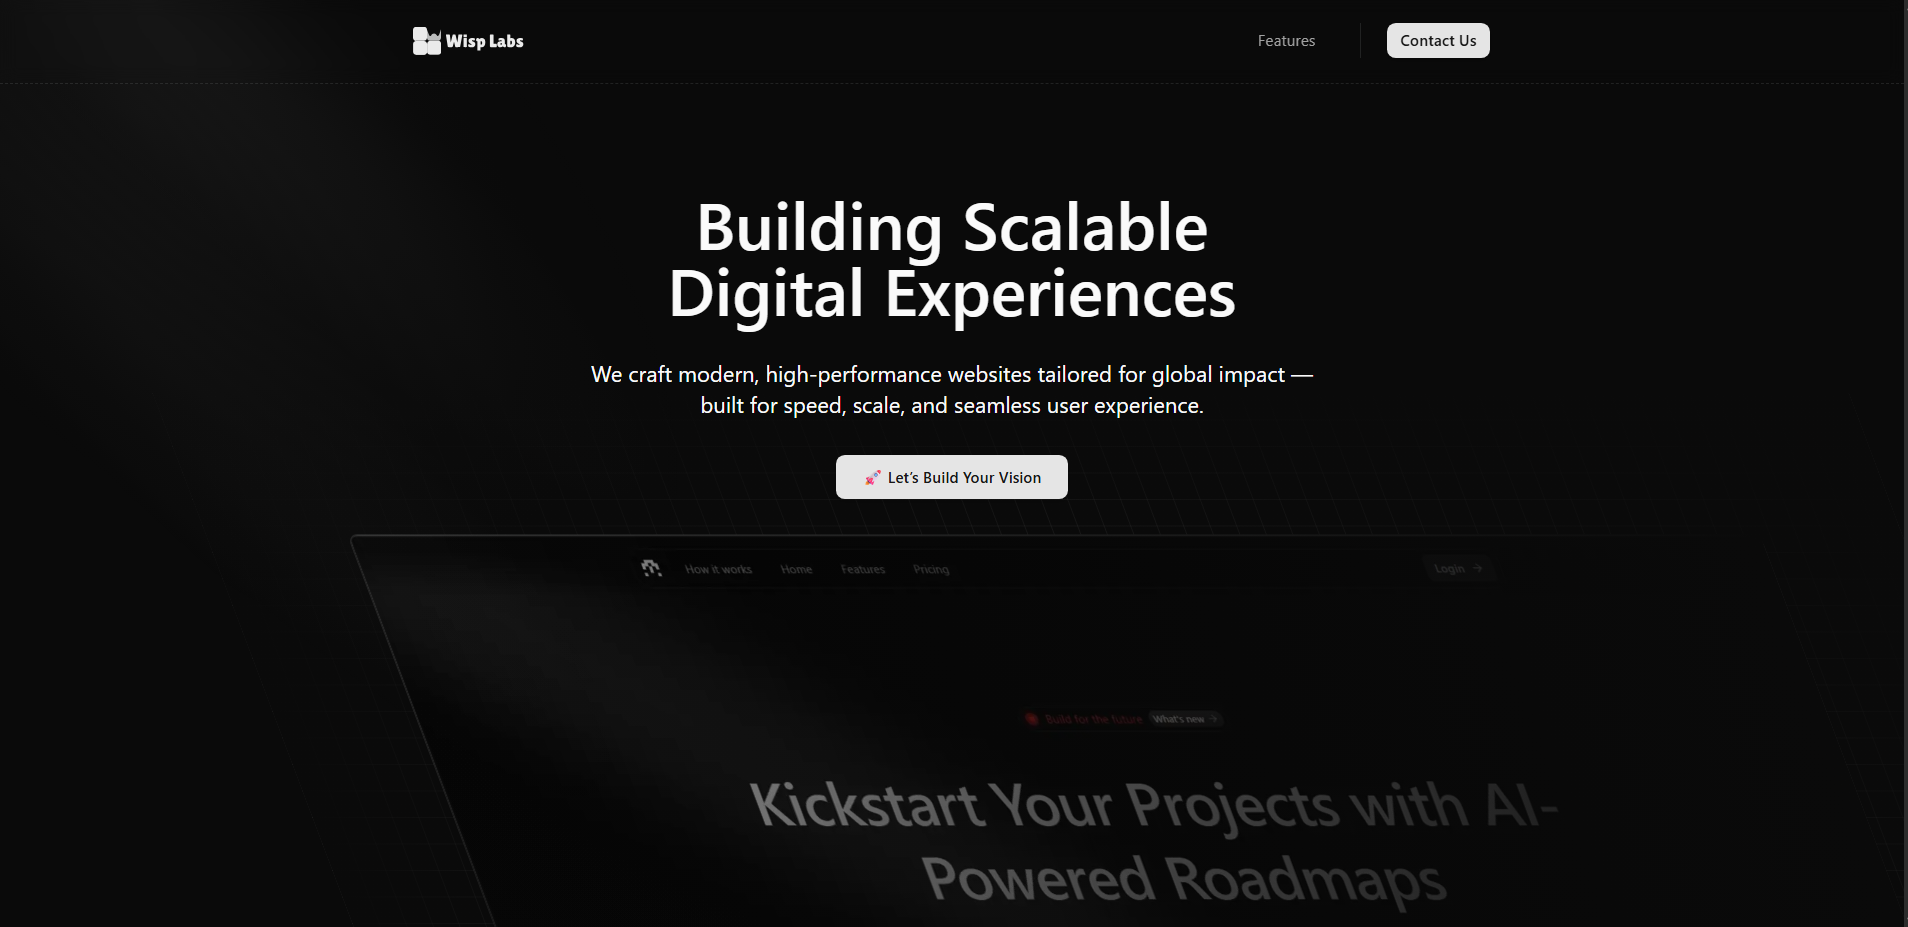 Wisp Labs
Features
Contact Us
Building Scalable
Digital Experiences
We craft modern, high-performance websites tailored for global impact —
built for speed, scale, and seamless user experience.
🚀 Let’s Build Your Vision
How it works Home Features Pricing Login →
Build for the future What's new →
Kickstart Your Projects with AI-
Powered Roadmaps